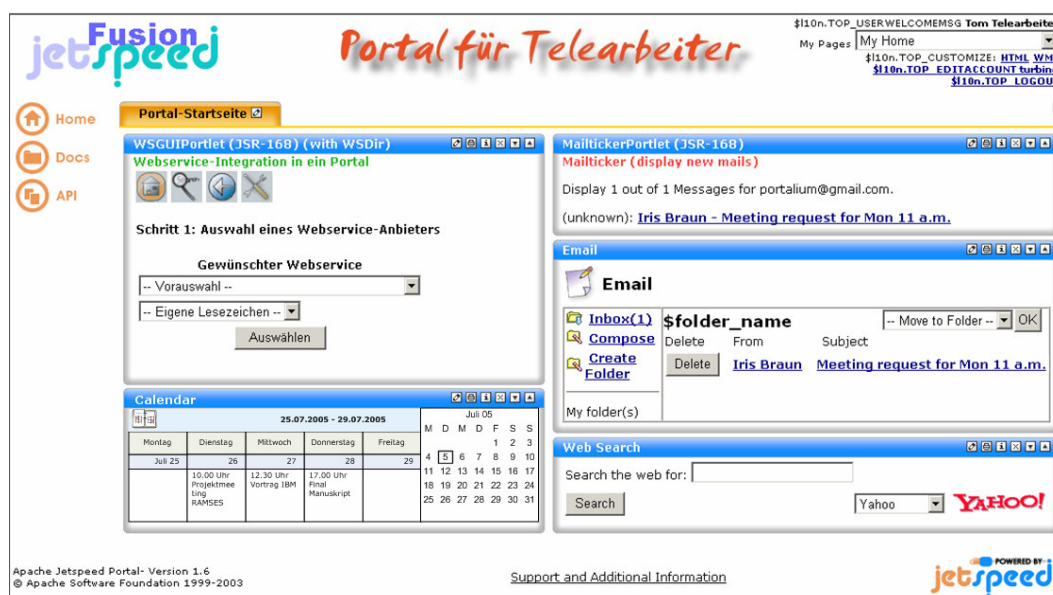 Fusion
jetspeed
Portal für Telearbeiter
$l10n.TOP_USERWELCOMEMSG Tom Telearbeite
My Pages My Home
$l10n.TOP_CUSTOMIZE: HTML WM
$l10n.TOP_EDITACCOUNT turbin
$l10n.TOP_LOGOU
Home
Docs
API
Portal-Startseite
WSGUIPortlet (JSR-168) (with WSDir)
Webservice-Integration in ein Portal
Schritt 1: Auswahl eines Webservice-Anbieters
Gewünschter Webservice
-- Vorauswahl --
-- Eigene Lesezeichen --
Auswählen
Calendar
25.07.2005 - 29.07.2005
Montag Dienstag Mittwoch Donnerstag Freitag
Juli 25 26 27 28 29
10.00 Uhr
Projektmee
ting
RAMSES
12.30 Uhr
Vortrag IBM
17.00 Uhr
Final
Manuskript
Juli 05
M D M D F S S
1 2 3
4 5 6 7 8 9 10
11 12 13 14 15 16 17
18 19 20 21 22 23 24
25 26 27 28 29 30 31
MailtickerPortlet (JSR-168)
Mailticker (display new mails)
Display 1 out of 1 Messages for portalium@gmail.com.
(unknown): Iris Braun - Meeting request for Mon 11 a.m.
Email
Email
Inbox(1)
Compose
Create
Folder
My folder(s)
$folder_name -- Move to Folder -- OK
Delete From Subject
Delete Iris Braun Meeting request for Mon 11 a.m.
Web Search
Search the web for:
Search Yahoo YAHOO!
Apache Jetspeed Portal- Version 1.6
© Apache Software Foundation 1999-2003
Support and Additional Information
POWERED BY
jetspeed